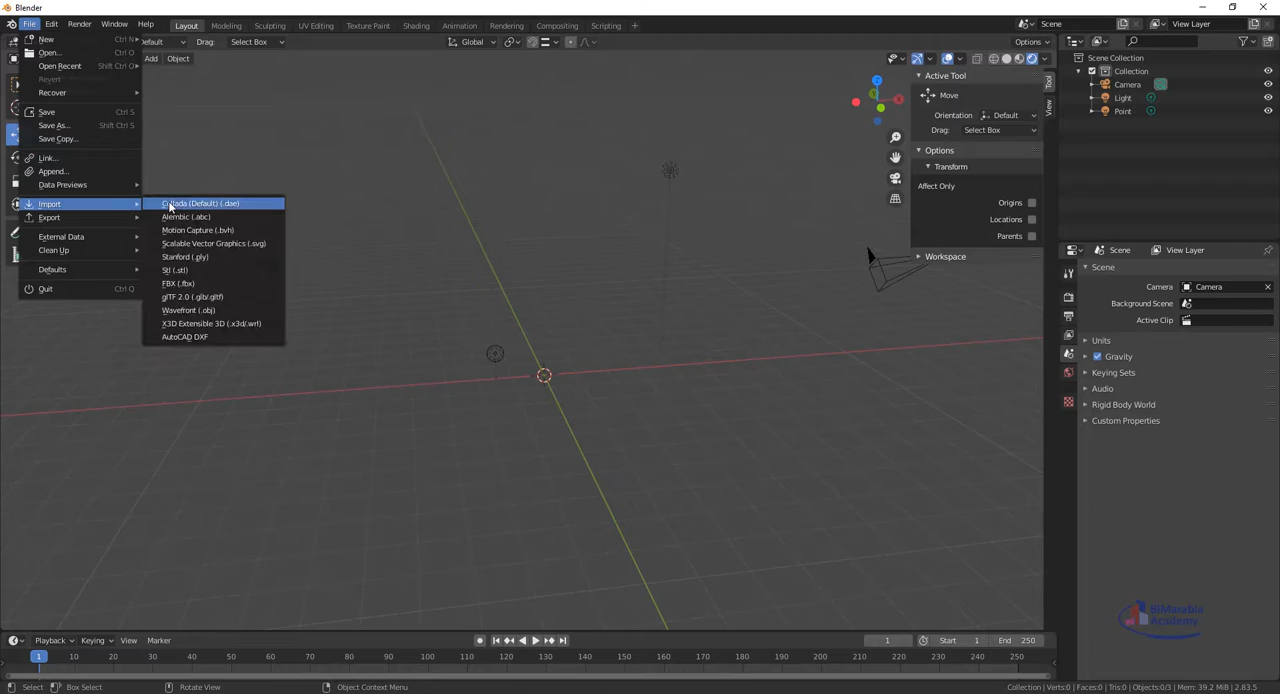 Blender
File Edit Render Window Help
Layout Modeling Sculpting UV Editing Texture Paint Shading Animation Rendering Compositing Scripting
Scene View Layer
Default Drag: Select Box Global Options
Add Object
New Ctrl N
Open... Ctrl O
Open Recent Shift Ctrl O
Revert
Recover
Save Ctrl S
Save As... Shift Ctrl S
Save Copy...
Link...
Append...
Data Previews
Import
Export
External Data
Clean Up
Defaults
Quit Ctrl Q
Collada (Default) (.dae)
Alembic (.abc)
Motion Capture (.bvh)
Scalable Vector Graphics (.svg)
Stanford (.ply)
Stl (.stl)
FBX (.fbx)
glTF 2.0 (.glb/.gltf)
Wavefront (.obj)
X3D Extensible 3D (.x3d/.wrl)
AutoCAD DXF
Active Tool
Move
Orientation Default
Drag: Select Box
Options
Transform
Affect Only
Origins
Locations
Parents
Workspace
Tool
View
Scene Collection
Collection
Camera
Light
Point
Scene View Layer
Scene
Camera Camera
Background Scene
Active Clip
Units
Gravity
Keying Sets
Audio
Rigid Body World
Custom Properties
BIMarabia
Academy
Playback Keying View Marker 1 Start 1 End 250
1 10 20 30 40 50 60 70 80 90 100 110 120 130 140 150 160 170 180 190 200 210 220 230 240 250
Select Box Select Rotate View Object Context Menu Collection | Verts:0 | Faces:0 | Tris:0 | Objects:0/3 | Mem: 39.2 MiB | 2.83.5